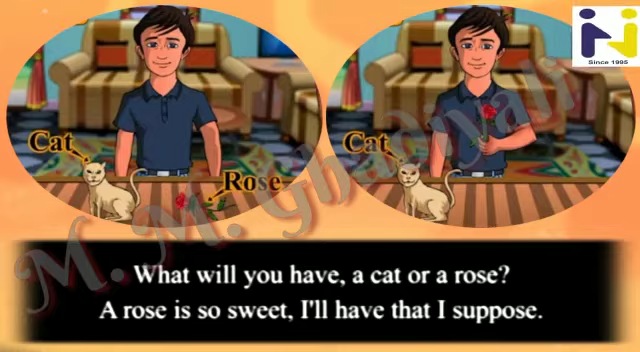 Since 1995
Cat
Rose
Cat
M. M. Ghadiyali
What will you have, a cat or a rose?
A rose is so sweet, I'll have that I suppose.